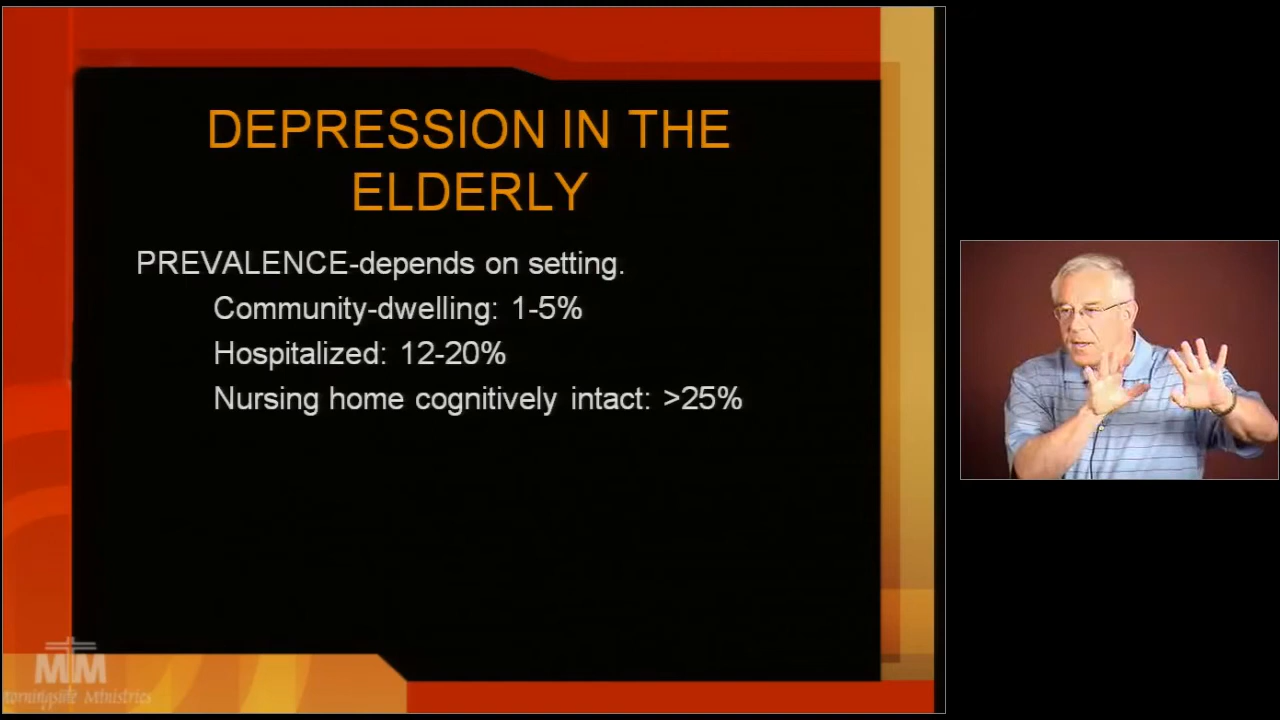 DEPRESSION IN THE
ELDERLY
PREVALENCE-depends on setting.
Community-dwelling: 1-5%
Hospitalized: 12-20%
Nursing home cognitively intact: >25%
MM
Ministries